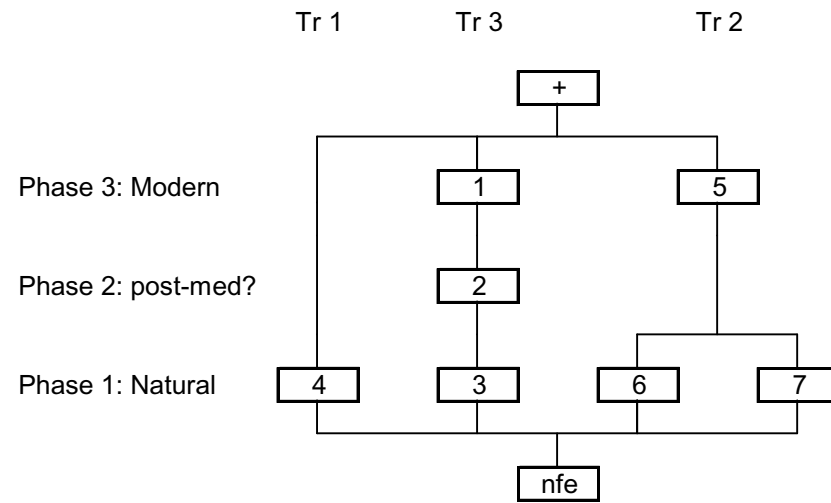 Tr 1 Tr 3 Tr 2
+
Phase 3: Modern 1 5
Phase 2: post-med? 2
Phase 1: Natural 4 3 6 7
nfe